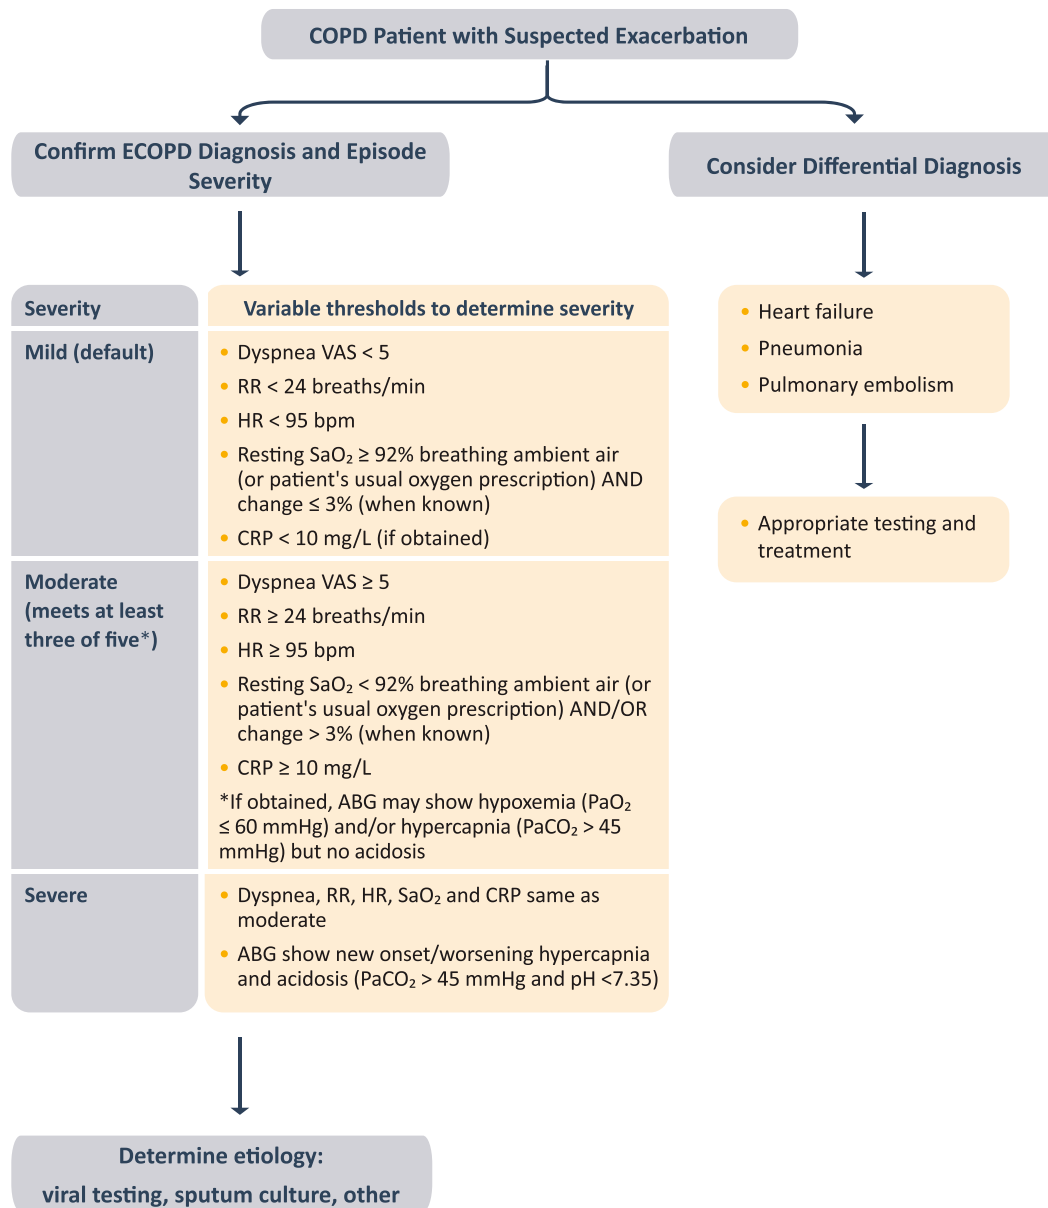 COPD Patient with Suspected Exacerbation
Confirm ECOPD Diagnosis and Episode
Severity
Consider Differential Diagnosis
Severity
Variable thresholds to determine severity
Mild (default)
• Dyspnea VAS < 5
• RR < 24 breaths/min
• HR < 95 bpm
• Resting SaO₂ ≥ 92% breathing ambient air
(or patient's usual oxygen prescription) AND
change ≤ 3% (when known)
• CRP < 10 mg/L (if obtained)
Moderate
(meets at least
three of five*)
• Dyspnea VAS ≥ 5
• RR ≥ 24 breaths/min
• HR ≥ 95 bpm
• Resting SaO₂ < 92% breathing ambient air (or
patient's usual oxygen prescription) AND/OR
change > 3% (when known)
• CRP ≥ 10 mg/L
*If obtained, ABG may show hypoxemia (PaO₂
≤ 60 mmHg) and/or hypercapnia (PaCO₂ > 45
mmHg) but no acidosis
Severe
• Dyspnea, RR, HR, SaO₂ and CRP same as
moderate
• ABG show new onset/worsening hypercapnia
and acidosis (PaCO₂ > 45 mmHg and pH <7.35)
Determine etiology:
viral testing, sputum culture, other
• Heart failure
• Pneumonia
• Pulmonary embolism
• Appropriate testing and
treatment